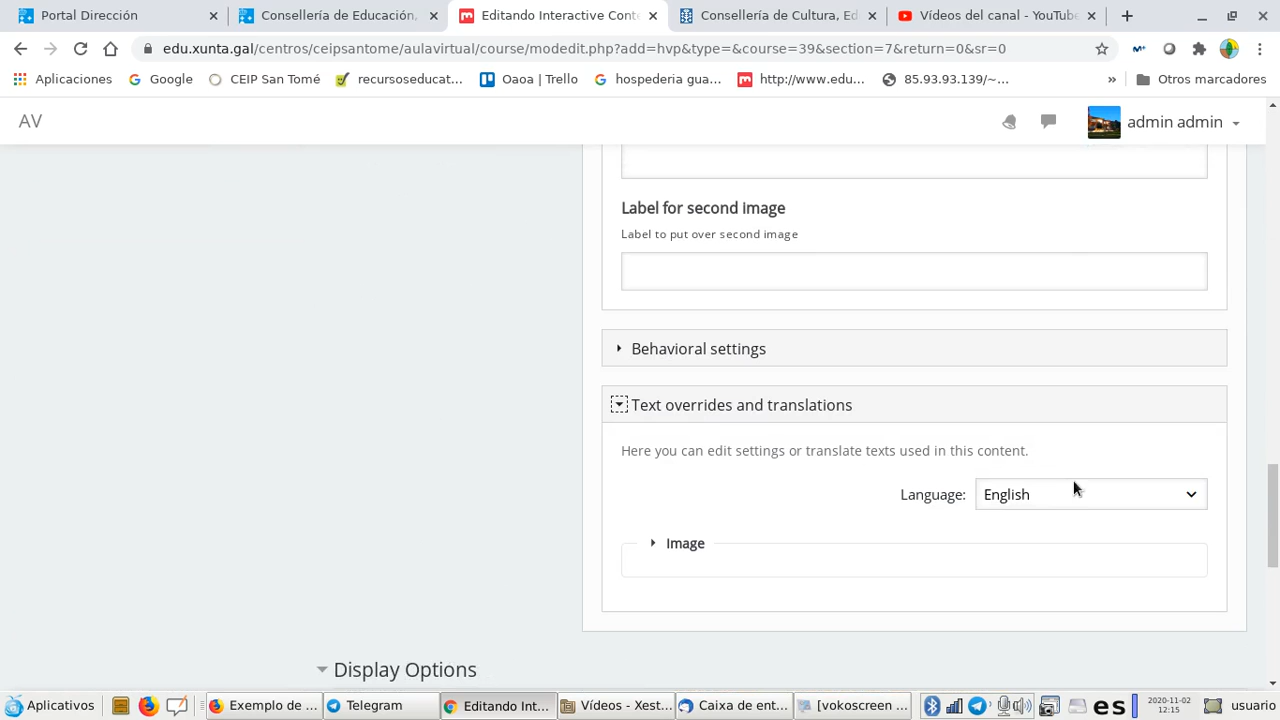 Portal Dirección
Consellería de Educación,
Editando Interactive Cont
Consellería de Cultura, Ed
Vídeos del canal - YouTube
edu.xunta.gal/centros/ceipsantome/aulavirtual/course/modedit.php?add=hvp&type=&course=39&section=7&return=0&sr=0
Aplicaciones
Google
CEIP San Tomé
recursoseducat...
Oaoa | Trello
hospederia gua...
http://www.edu...
85.93.93.139/~...
»
Otros marcadores
AV
admin admin
Label for second image
Label to put over second image
Behavioral settings
Text overrides and translations
Here you can edit settings or translate texts used in this content.
Language:
English
Image
Display Options
Aplicativos
Exemplo de ...
Telegram
Editando Int...
Vídeos - Xest...
Caixa de ent...
[vokoscreen ...
es
2020-11-02
12:15
usuario